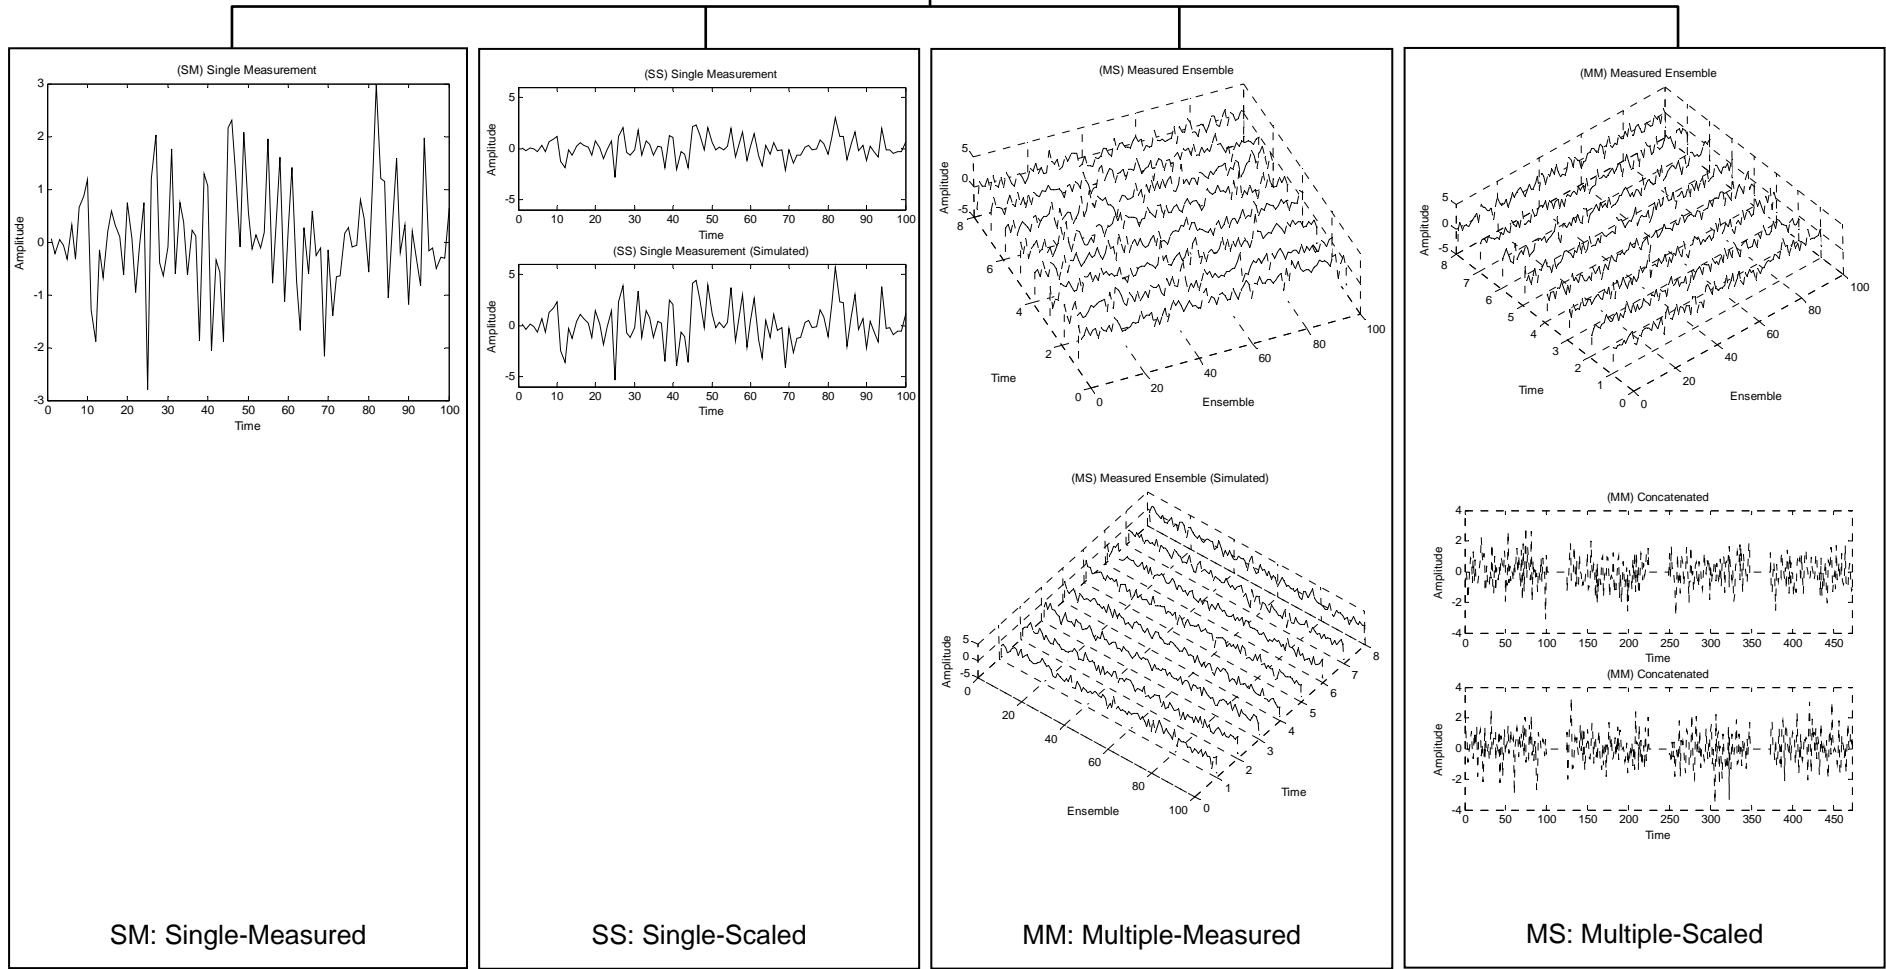 (SM) Single Measurement
3
2
1
0
-1
-2
-3
Amplitude
0 10 20 30 40 50 60 70 80 90 100
Time
SM: Single-Measured
(SS) Single Measurement
5
0
-5
Amplitude
0 10 20 30 40 50 60 70 80 90 100
Time
(SS) Single Measurement (Simulated)
5
0
-5
Amplitude
0 10 20 30 40 50 60 70 80 90 100
Time
SS: Single-Scaled
(MS) Measured Ensemble
5
0
-5
Amplitude
8
6
4
2
0
Time
0 20 40 60 80 100
Ensemble
(MS) Measured Ensemble (Simulated)
5
0
-5
Amplitude
0 20 40 60 80 100
Ensemble
0 1 2 3 4 5 6 7 8
Time
MM: Multiple-Measured
(MM) Measured Ensemble
5
0
-5
Amplitude
8
7
6
5
4
3
2
1
0
Time
0 20 40 60 80 100
Ensemble
(MM) Concatenated
4
2
0
-2
-4
Amplitude
0 50 100 150 200 250 300 350 400 450
Time
(MM) Concatenated
4
2
0
-2
-4
Amplitude
0 50 100 150 200 250 300 350 400 450
Time
MS: Multiple-Scaled